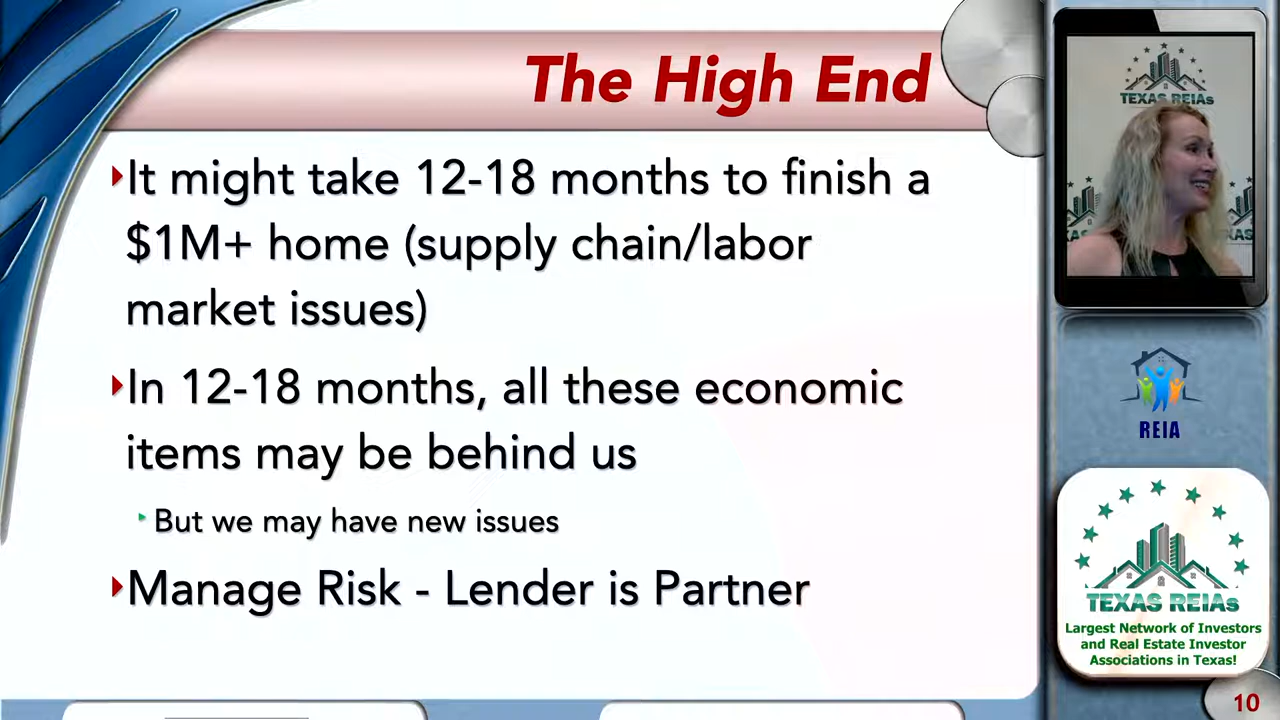 The High End
It might take 12-18 months to finish a
$1M+ home (supply chain/labor
market issues)
In 12-18 months, all these economic
items may be behind us
But we may have new issues
Manage Risk - Lender is Partner
TEXAS REIAs
REIA
TEXAS REIAs
Largest Network of Investors
and Real Estate Investor
Associations in Texas!
10